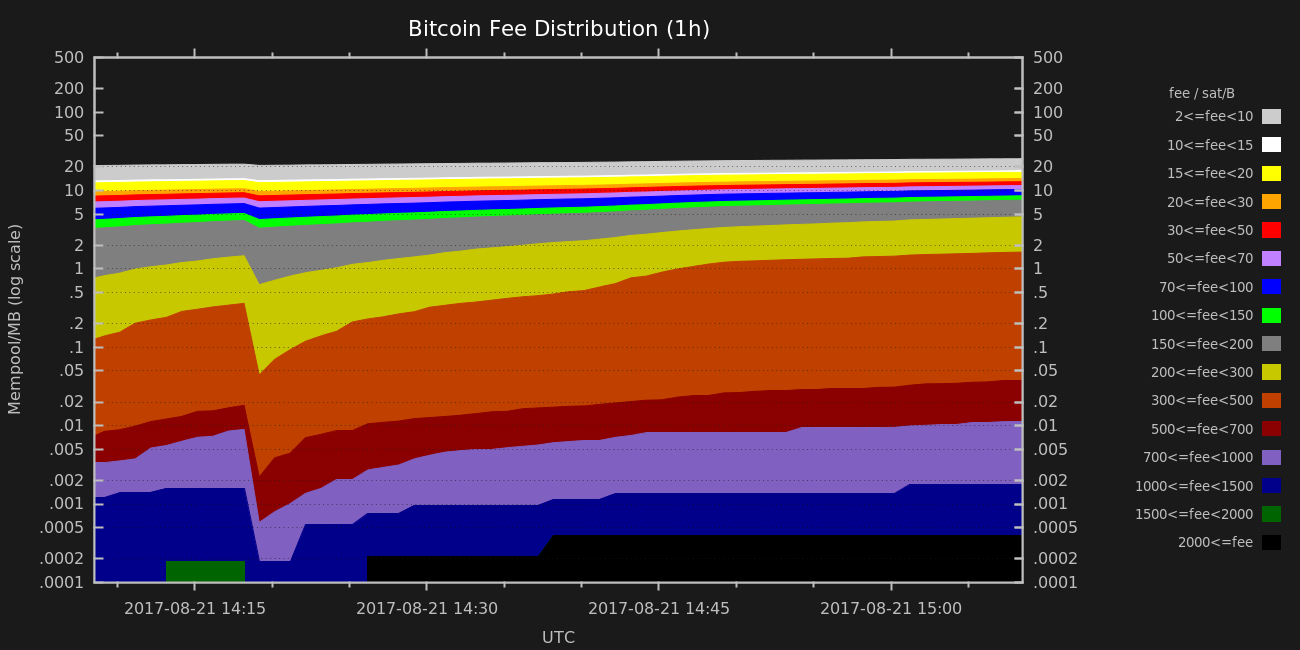 Bitcoin Fee Distribution (1h)
Mempool/MB (log scale)
500
200
100
50
20
10
5
2
1
.5
.2
.1
.05
.02
.01
.005
.002
.001
.0005
.0002
.0001
500
200
100
50
20
10
5
2
1
.5
.2
.1
.05
.02
.01
.005
.002
.001
.0005
.0002
.0001
2017-08-21 14:15
2017-08-21 14:30
2017-08-21 14:45
2017-08-21 15:00
UTC
fee / sat/B
2<=fee<10
10<=fee<15
15<=fee<20
20<=fee<30
30<=fee<50
50<=fee<70
70<=fee<100
100<=fee<150
150<=fee<200
200<=fee<300
300<=fee<500
500<=fee<700
700<=fee<1000
1000<=fee<1500
1500<=fee<2000
2000<=fee